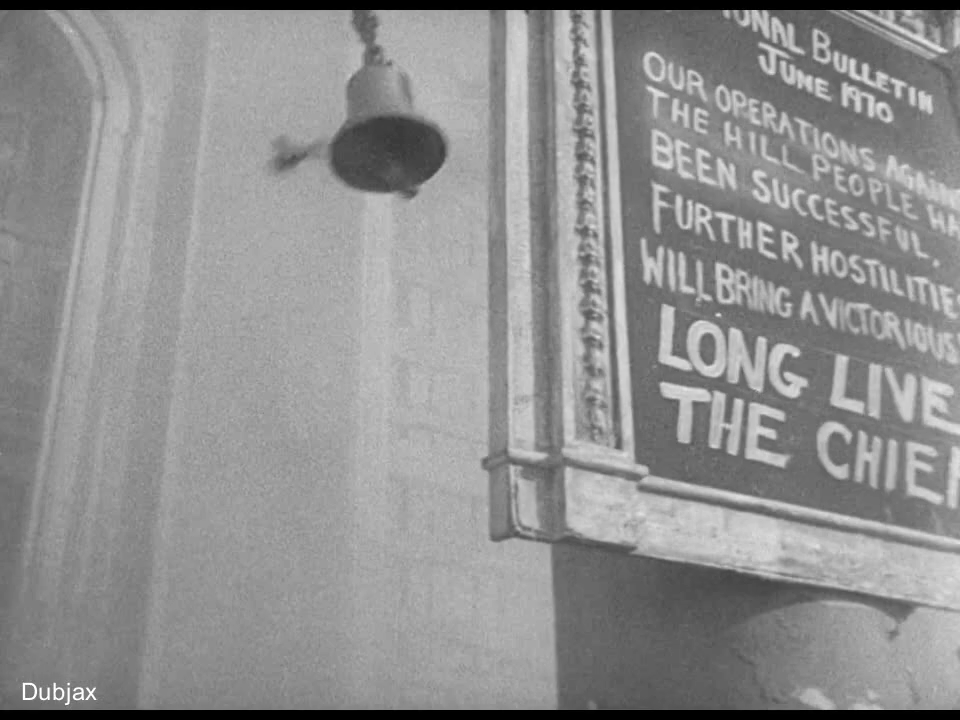 IONAL BULLETIN
JUNE 1970
OUR OPERATIONS AGAIN
THE HILL PEOPLE HA
BEEN SUCCESSFUL.
FURTHER HOSTILITIES
WILL BRING A VICTORIOUS
LONG LIVE
THE CHIEF
Dubjax